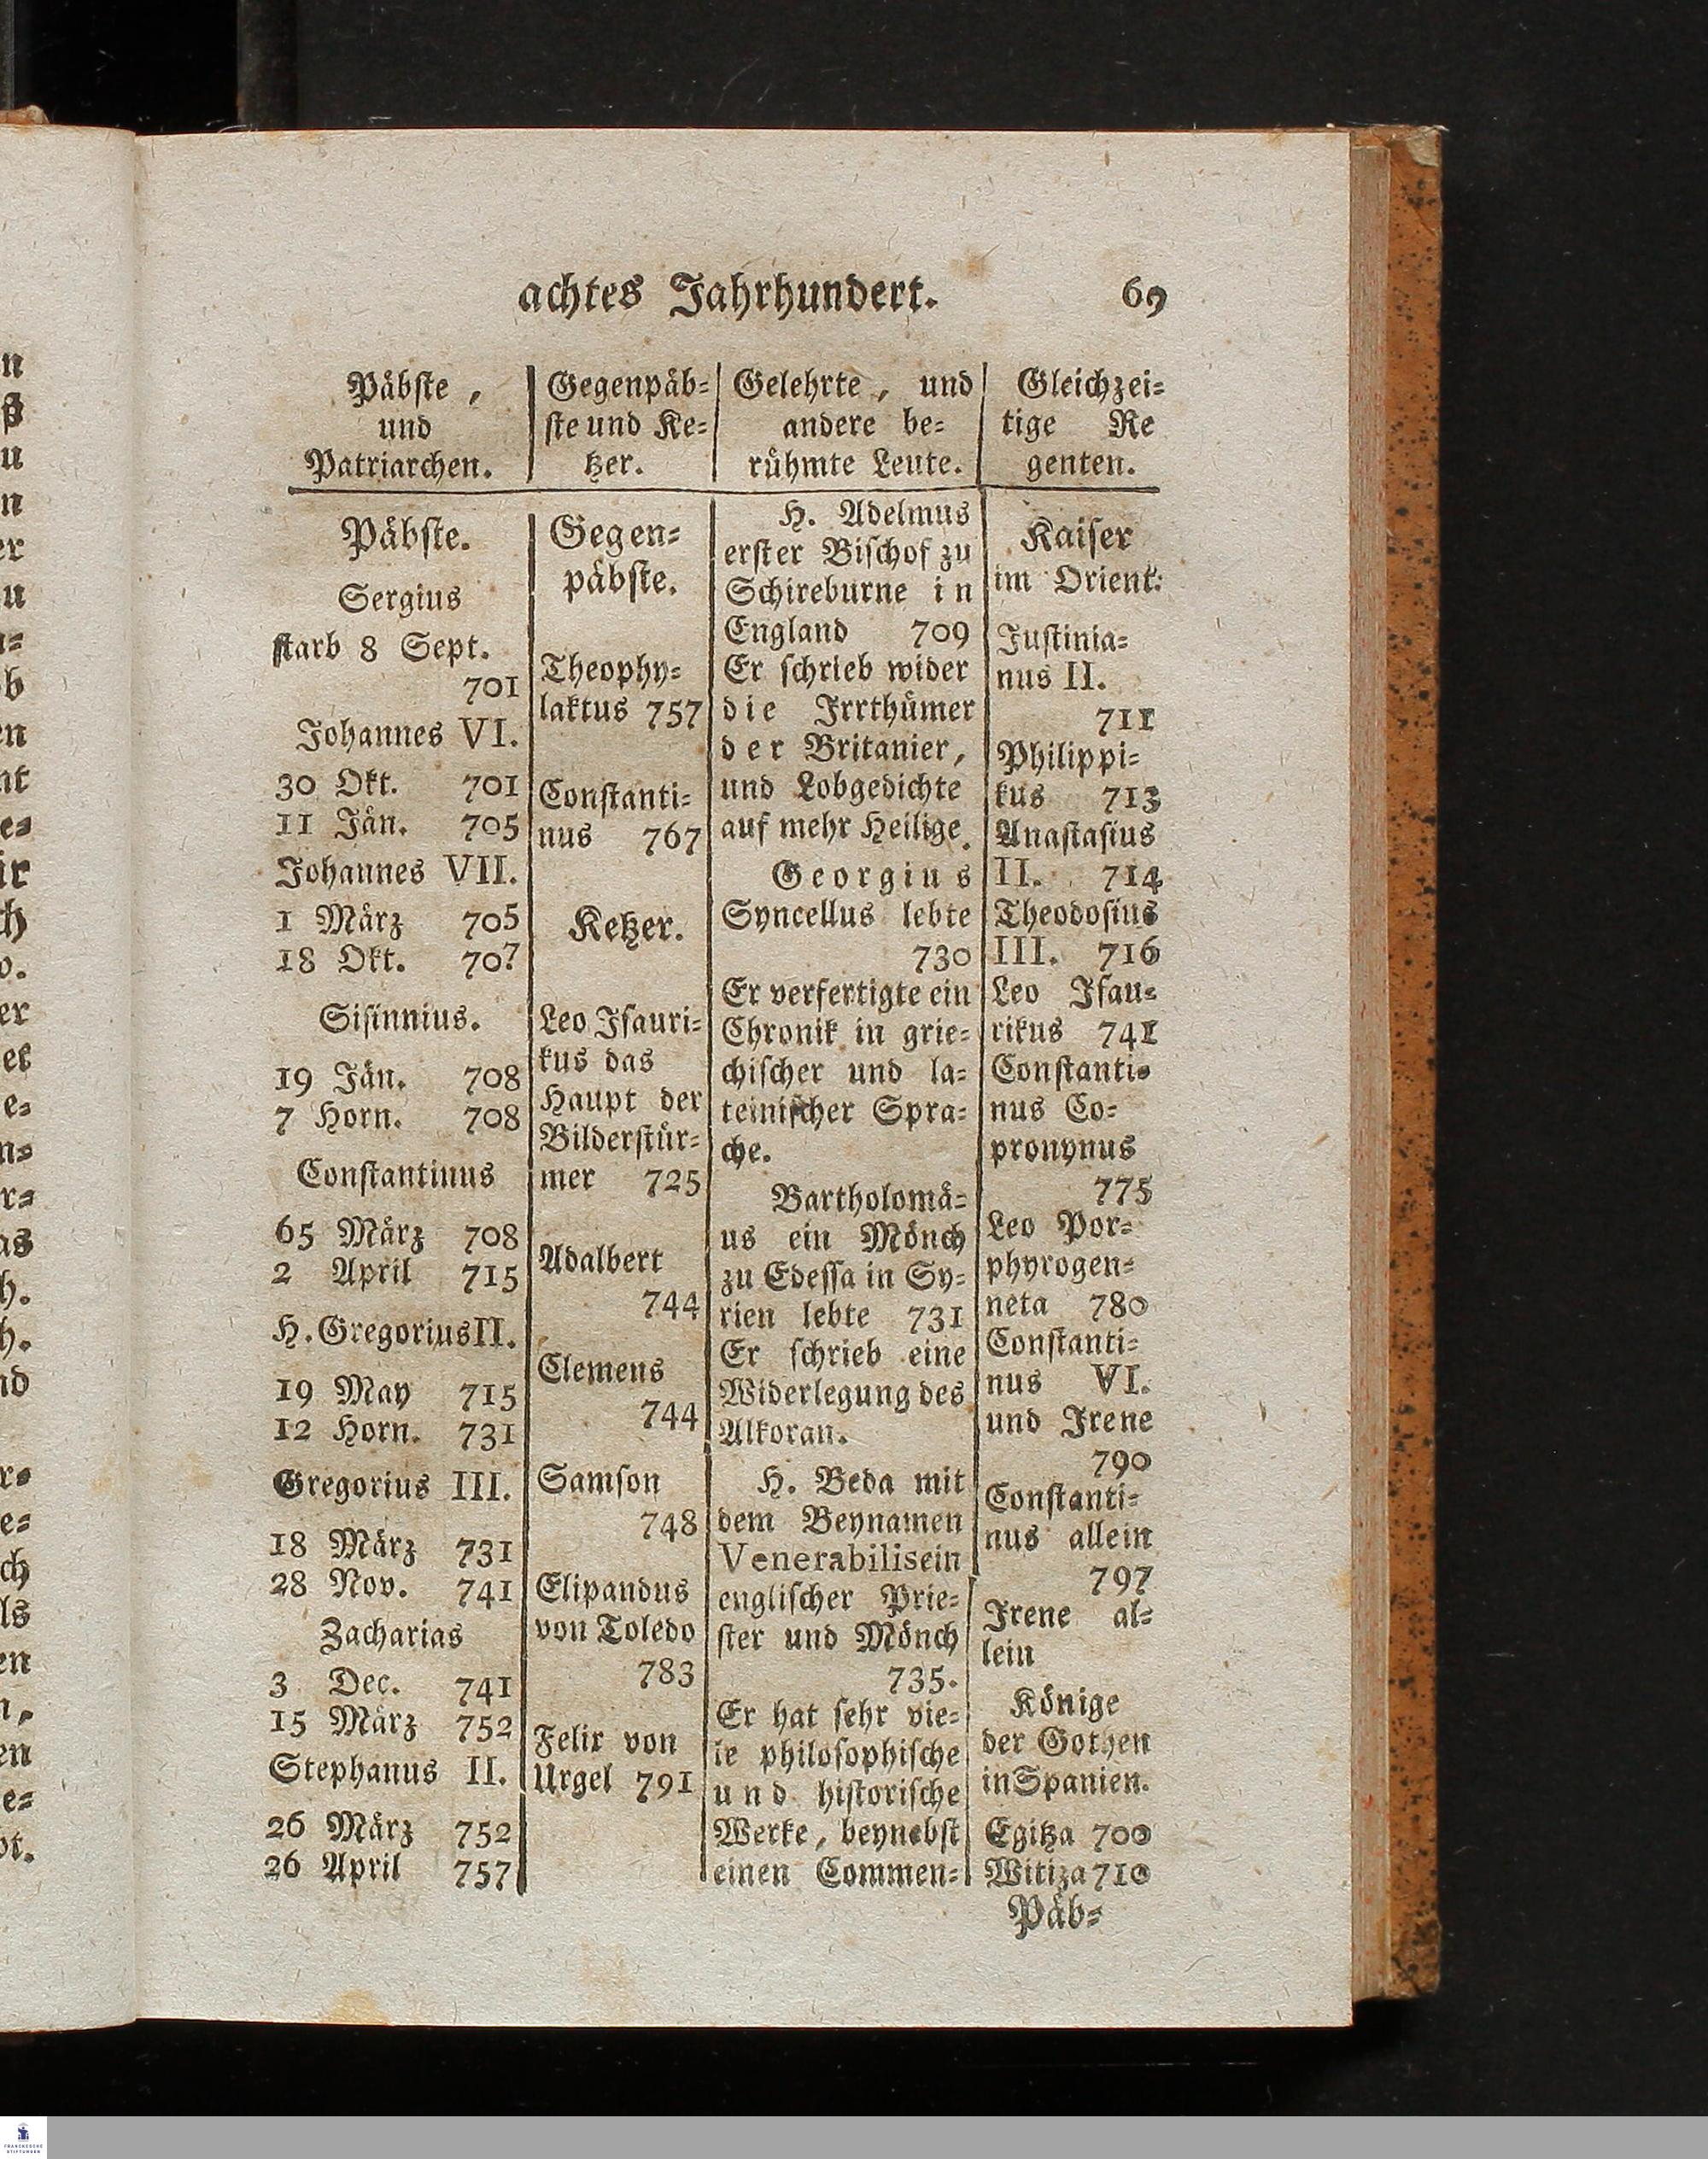 achtes Jahrhundert. 69
Päbste,
und
Patriarchen.
Gegenpäb-
ste und Ke-
tzer.
Gelehrte, und
andere be-
rühmte Leute.
Gleichzei-
tige Re
genten.
Päbste.
Sergius
starb 8 Sept.
701
Johannes VI.
30 Okt. 701
11 Jän. 705
Johannes VII.
1 März 705
18 Okt. 707
Sisinnius.
19 Jän. 708
7 Horn. 708
Constantinus
65 März 708
2 April 715
H. Gregorius II.
19 May 715
12 Horn. 731
Gregorius III.
18 März 731
28 Nov. 741
Zacharias
3 Dec. 741
15 März 752
Stephanus II.
26 März 752
26 April 757
Gegen-
päbste.
Theophy-
laktus 757
Constanti-
nus 767
Ketzer.
Leo Isauri-
kus das
Haupt der
Bilderstür-
mer 725
Adalbert
744
Clemens
744
Samson
748
Elipandus
von Toledo
783
Felix von
Urgel 791
H. Adelmus
erster Bischof zu
Schireburne in
England 709
Er schrieb wider
die Irrthümer
der Britanier,
und Lobgedichte
auf mehr Heilige.
Georgius
Syncellus lebte
730
Er verfertigte ein
Chronik in grie-
chischer und la-
teinischer Spra-
che.
Bartholomä-
us ein Mönch
zu Edessa in Sy-
rien lebte 731
Er schrieb eine
Widerlegung des
Alkoran.
H. Beda mit
dem Beynamen
Venerabilis ein
englischer Prie-
ster und Mönch
735.
Er hat sehr vie-
le philosophische
und historische
Werke, beynebst
einen Commen-
Kaiser
im Orient:
Justinia-
nus II.
711
Philippi-
kus 713
Anastasius
II. 714
Theodosius
III. 716
Leo Isau-
rikus 741
Constanti-
nus Co-
pronynus
775
Leo Por-
phyrogen-
neta 780
Constanti-
nus VI.
und Irene
790
Constanti-
nus allein
797
Irene al-
lein
Könige
der Gothen
in Spanien.
Egitza 700
Witiza 710
Päb-
FRANCKESCHE
STIFTUNGEN